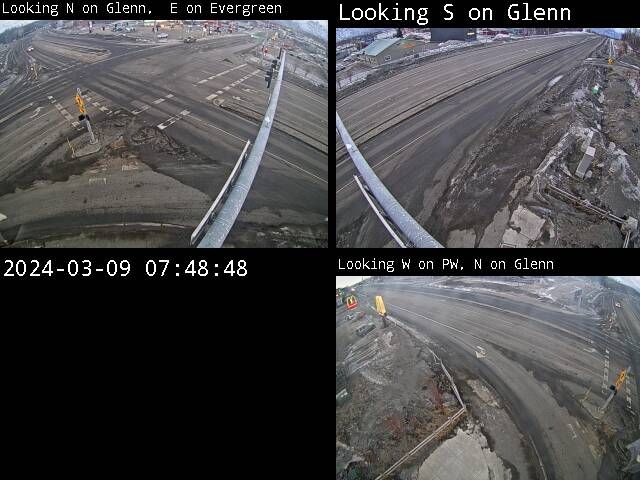 Looking N on Glenn,  E on Evergreen
Looking S on Glenn
2024-03-09 07:48:48
Looking W on PW, N on Glenn